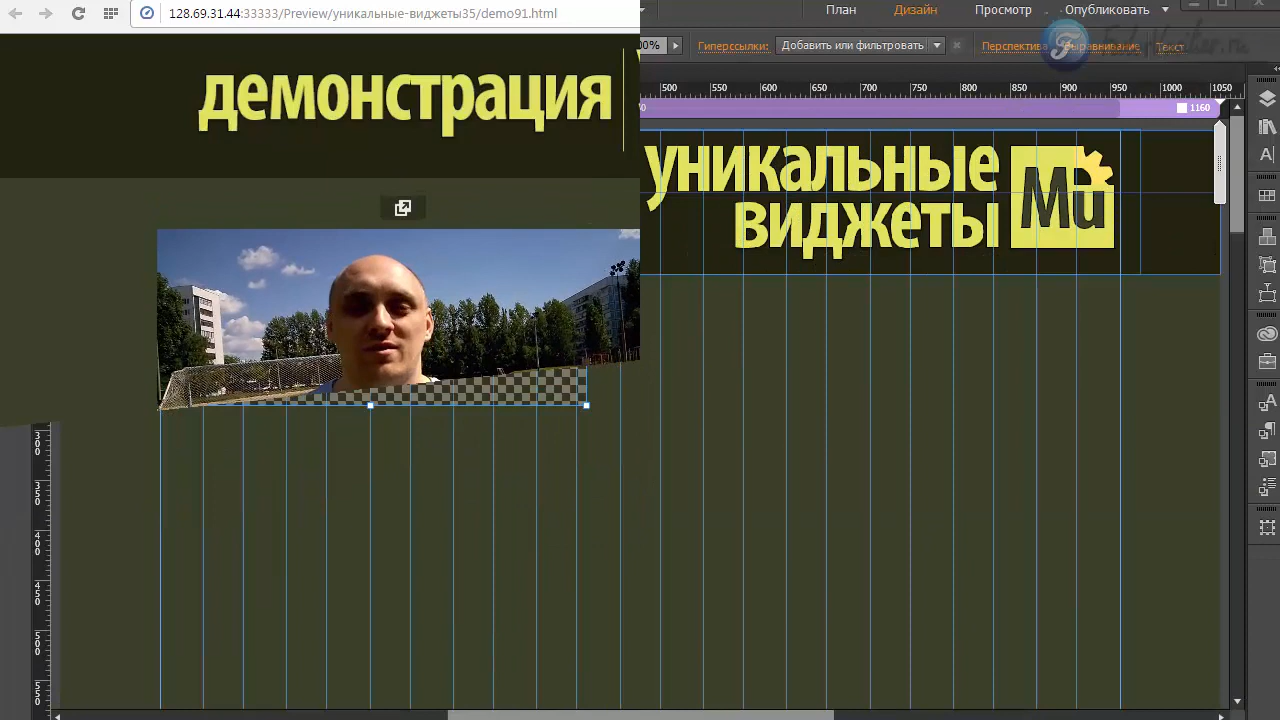 128.69.31.44:33333/Preview/уникальные-виджеты35/demo91.html
План
Дизайн
Просмотр
Опубликовать
0%
Гиперссылки:
Добавить или фильтровать
Перспектива
Выравнивание
Текст
500 550 600 650 700 750 800 850 900 950 1000 1050
1160
демонстрация
уникальные
виджеты
Mu
300
350
400
450
500
550